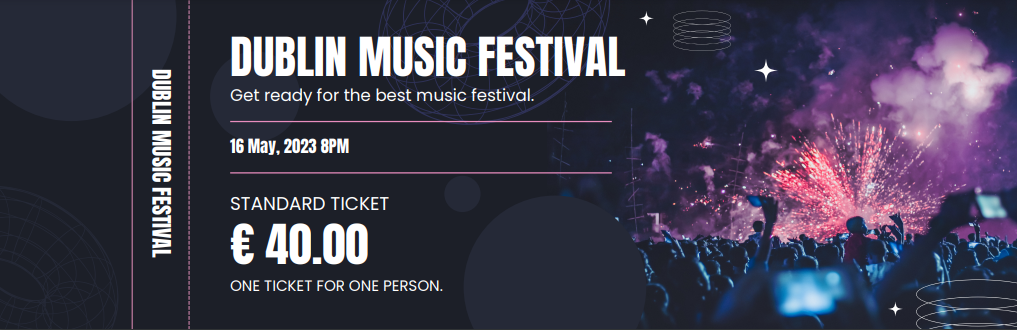 DUBLIN MUSIC FESTIVAL
DUBLIN MUSIC FESTIVAL
Get ready for the best music festival.
16 May, 2023 8PM
STANDARD TICKET
€ 40.00
ONE TICKET FOR ONE PERSON.